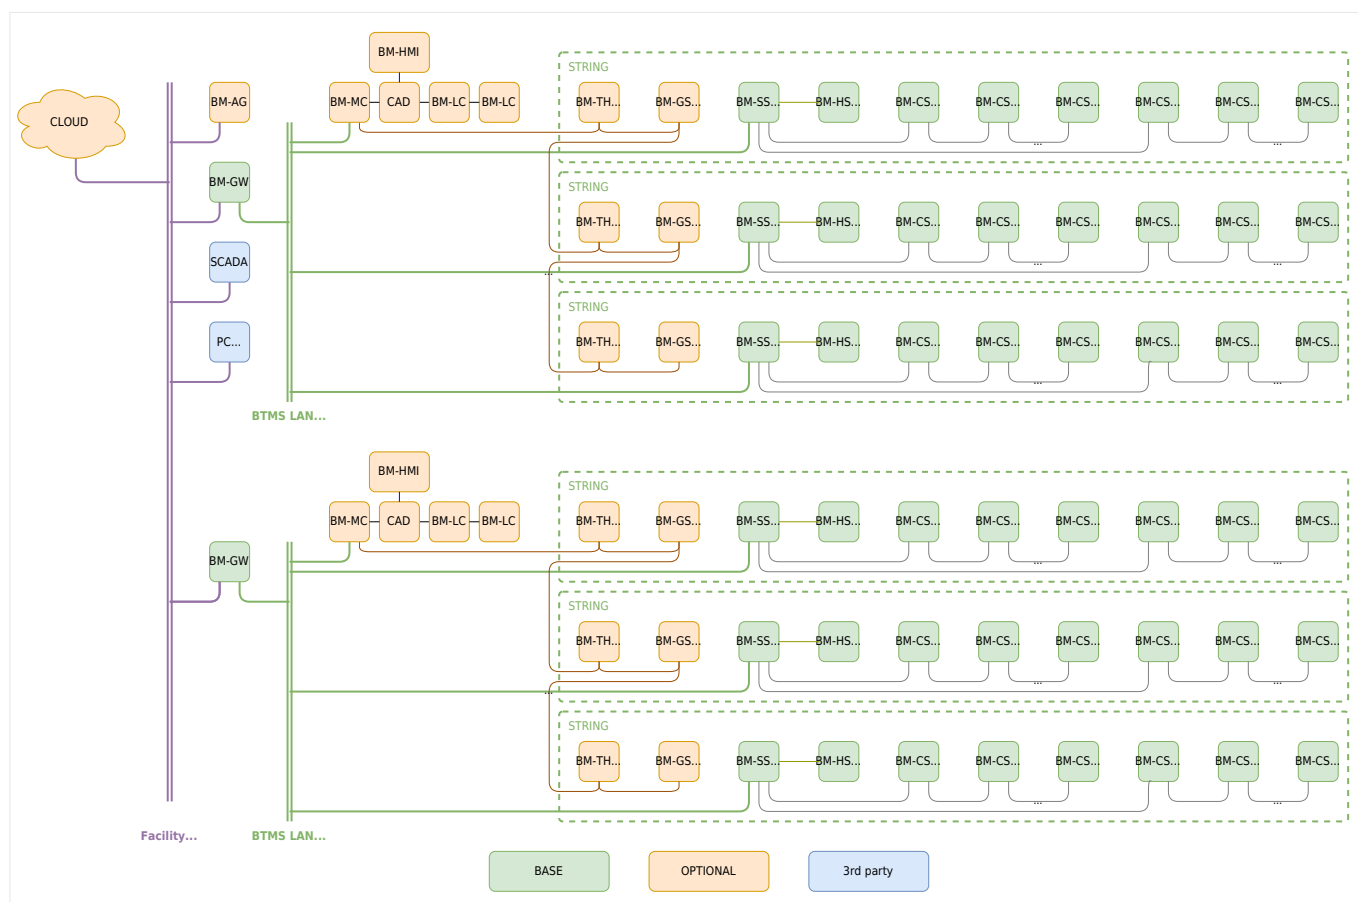 BM-HMI
STRING
CLOUD
BM-AG
BM-MC
CAD
BM-LC
BM-LC
BM-TH...
BM-GS...
BM-SS...
BM-HS...
BM-CS...
BM-CS...
BM-CS...
BM-CS...
BM-CS...
BM-CS...
...
...
BM-GW
STRING
BM-TH...
BM-GS...
BM-SS...
BM-HS...
BM-CS...
BM-CS...
BM-CS...
BM-CS...
BM-CS...
BM-CS...
SCADA
...
...
...
STRING
PC...
BM-TH...
BM-GS...
BM-SS...
BM-HS...
BM-CS...
BM-CS...
BM-CS...
BM-CS...
BM-CS...
BM-CS...
...
...
BTMS LAN...
BM-HMI
STRING
BM-MC
CAD
BM-LC
BM-LC
BM-TH...
BM-GS...
BM-SS...
BM-HS...
BM-CS...
BM-CS...
BM-CS...
BM-CS...
BM-CS...
BM-CS...
BM-GW
...
...
STRING
BM-TH...
BM-GS...
BM-SS...
BM-HS...
BM-CS...
BM-CS...
BM-CS...
BM-CS...
BM-CS...
BM-CS...
...
...
...
STRING
BM-TH...
BM-GS...
BM-SS...
BM-HS...
BM-CS...
BM-CS...
BM-CS...
BM-CS...
BM-CS...
BM-CS...
...
...
Facility...
BTMS LAN...
BASE
OPTIONAL
3rd party